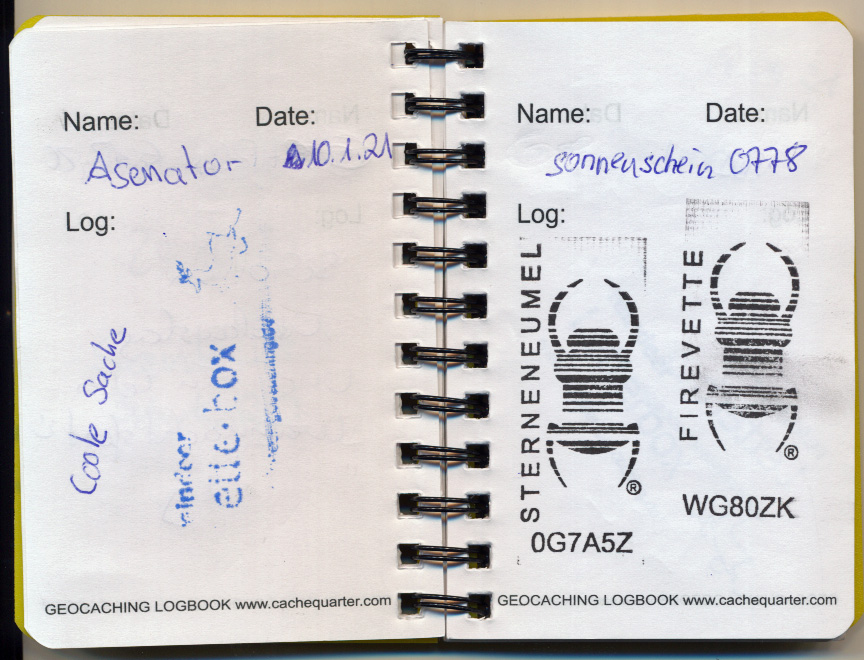 Name: Date:
Asenator 10.1.21
Log:
Coole Sache
box
GEOCACHING LOGBOOK www.cachequarter.com
Name: Date:
sonnenschein 0778
Log:
STERNENEUMEL
®
0G7A5Z
FIREVETTE
®
WG80ZK
GEOCACHING LOGBOOK www.cachequarter.com